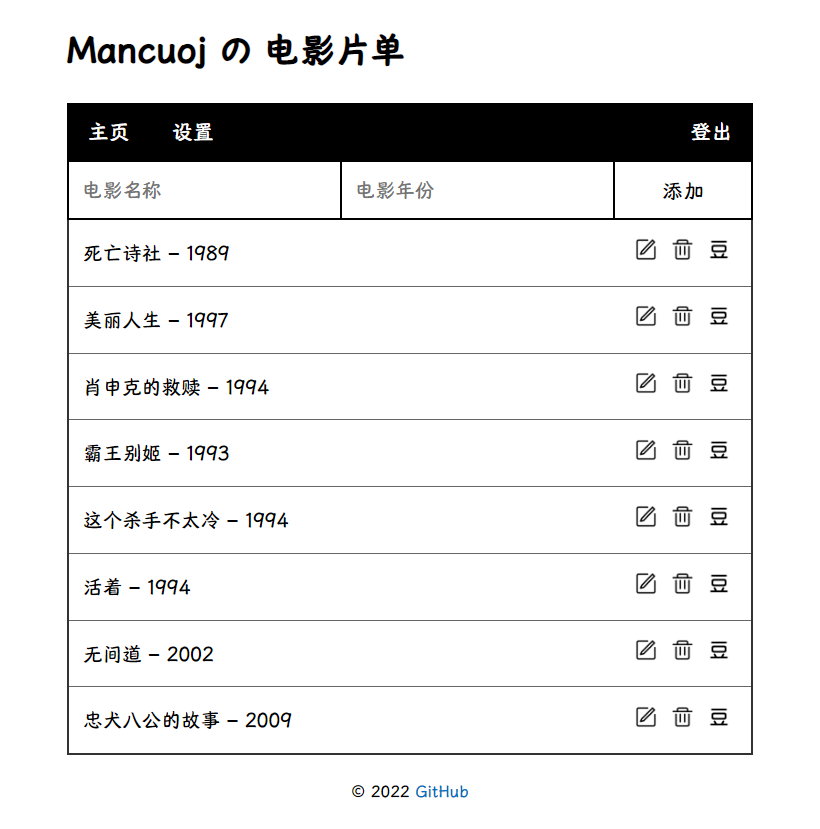 Mancuoj の 电影片单
主页 设置 登出
电影名称 电影年份 添加
死亡诗社 – 1989 豆
美丽人生 – 1997 豆
肖申克的救赎 – 1994 豆
霸王别姬 – 1993 豆
这个杀手不太冷 – 1994 豆
活着 – 1994 豆
无间道 – 2002 豆
忠犬八公的故事 – 2009 豆
© 2022 GitHub